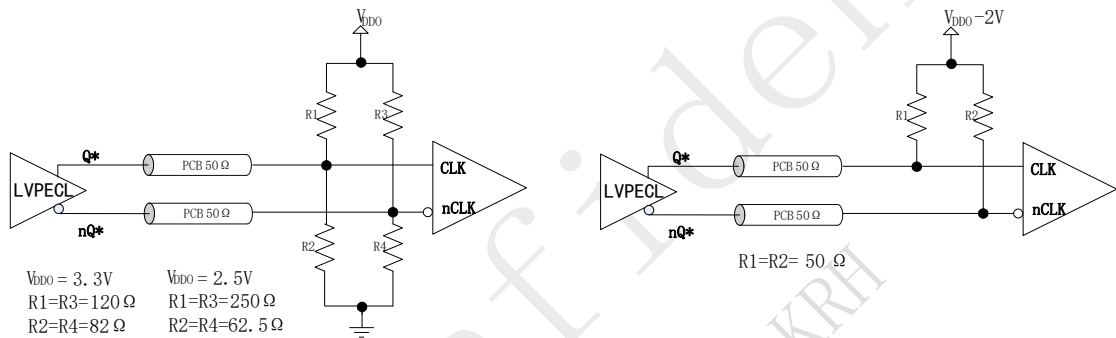 VDDO
R1
R3
Q*
PCB 50 Ω
CLK
LVPECL
nQ*
PCB 50 Ω
nCLK
R2
R4
VDDO = 3.3V
R1=R3=120 Ω
R2=R4=82 Ω
VDDO = 2.5V
R1=R3=250 Ω
R2=R4=62.5 Ω
VDDO-2V
R1
R2
Q*
PCB 50 Ω
CLK
LVPECL
nQ*
PCB 50 Ω
nCLK
R1=R2= 50 Ω
nfiden
KRH